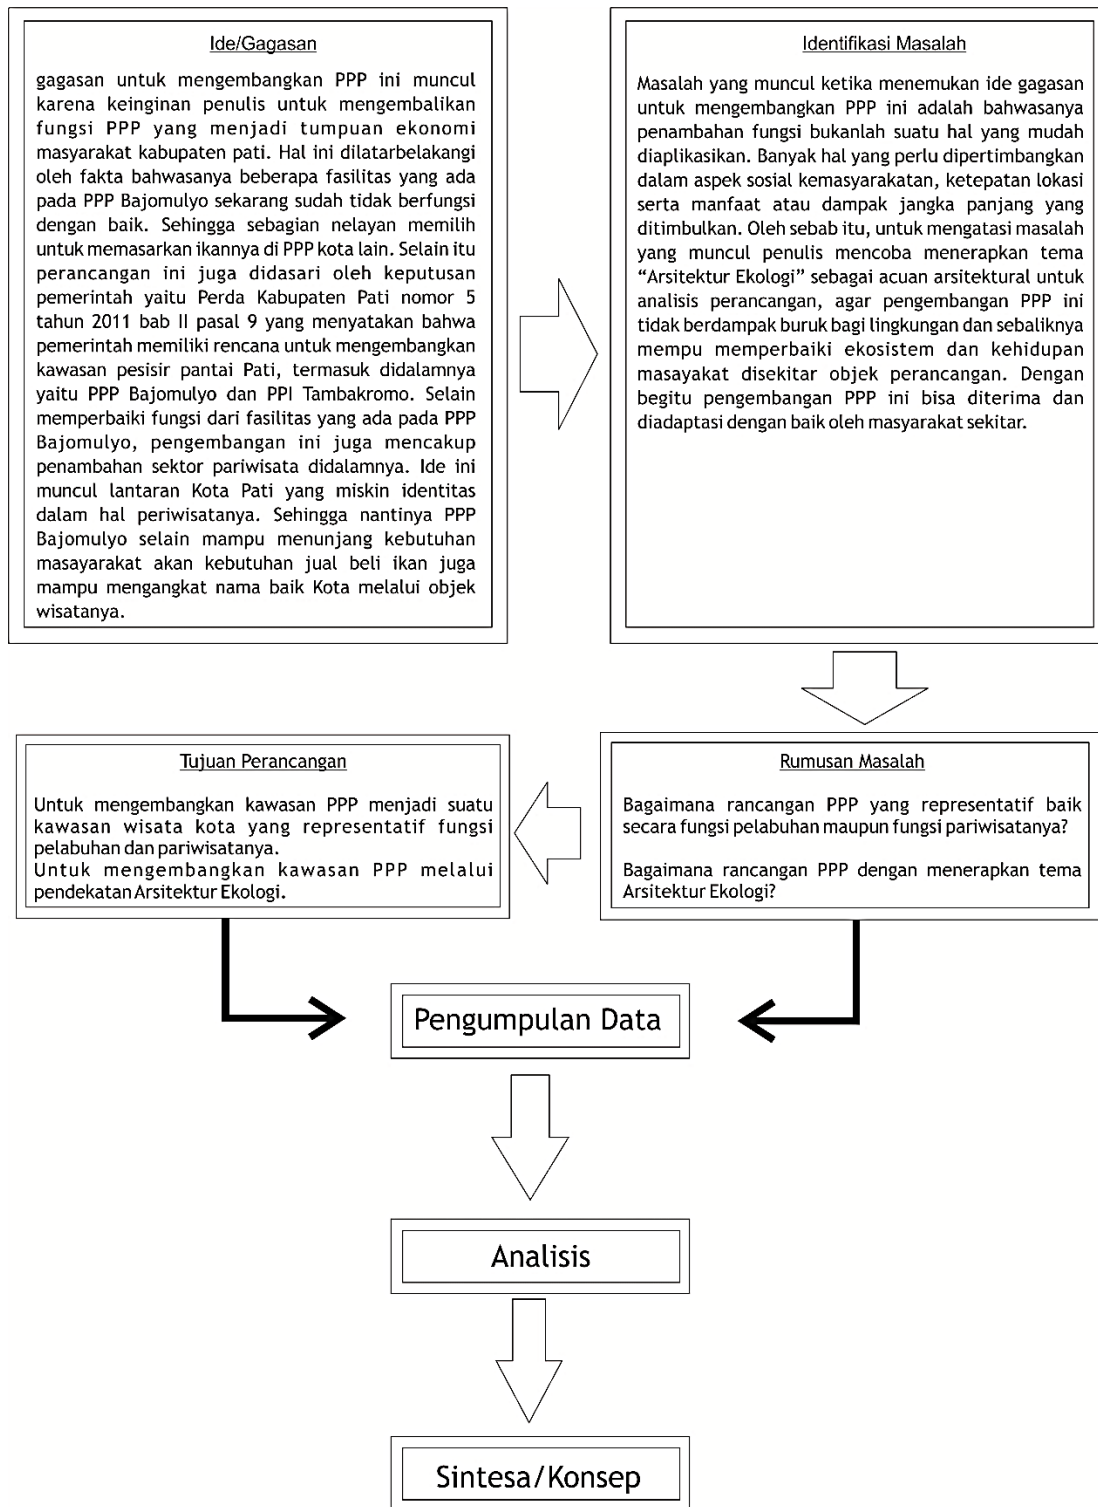 Ide/Gagasan
gagasan untuk mengembangkan PPP ini muncul
karena keinginan penulis untuk mengembalikan
fungsi PPP yang menjadi tumpuan ekonomi
masyarakat kabupaten pati. Hal ini dilatarbelakangi
oleh fakta bahwasanya beberapa fasilitas yang ada
pada PPP Bajomulyo sekarang sudah tidak berfungsi
dengan baik. Sehingga sebagian nelayan memilih
untuk memasarkan ikannya di PPP kota lain. Selain itu
perancangan ini juga didasari oleh keputusan
pemerintah yaitu Perda Kabupaten Pati nomor 5
tahun 2011 bab II pasal 9 yang menyatakan bahwa
pemerintah memiliki rencana untuk mengembangkan
kawasan pesisir pantai Pati, termasuk didalamnya
yaitu PPP Bajomulyo dan PPI Tambakromo. Selain
memperbaiki fungsi dari fasilitas yang ada pada PPP
Bajomulyo, pengembangan ini juga mencakup
penambahan sektor pariwisata didalamnya. Ide ini
muncul lantaran Kota Pati yang miskin identitas
dalam hal periwisatanya. Sehingga nantinya PPP
Bajomulyo selain mampu menunjang kebutuhan
masayarakat akan kebutuhan jual beli ikan juga
mampu mengangkat nama baik Kota melalui objek
wisatanya.
Identifikasi Masalah
Masalah yang muncul ketika menemukan ide gagasan
untuk mengembangkan PPP ini adalah bahwasanya
penambahan fungsi bukanlah suatu hal yang mudah
diaplikasikan. Banyak hal yang perlu dipertimbangkan
dalam aspek sosial kemasyarakatan, ketepatan lokasi
serta manfaat atau dampak jangka panjang yang
ditimbulkan. Oleh sebab itu, untuk mengatasi masalah
yang muncul penulis mencoba menerapkan tema
“Arsitektur Ekologi” sebagai acuan arsitektural untuk
analisis perancangan, agar pengembangan PPP ini
tidak berdampak buruk bagi lingkungan dan sebaliknya
mempu memperbaiki ekosistem dan kehidupan
masayakat disekitar objek perancangan. Dengan
begitu pengembangan PPP ini bisa diterima dan
diadaptasi dengan baik oleh masyarakat sekitar.
Tujuan Perancangan
Untuk mengembangkan kawasan PPP menjadi suatu
kawasan wisata kota yang representatif fungsi
pelabuhan dan pariwisatanya.
Untuk mengembangkan kawasan PPP melalui
pendekatan Arsitektur Ekologi.
Rumusan Masalah
Bagaimana rancangan PPP yang representatif baik
secara fungsi pelabuhan maupun fungsi pariwisatanya?
Bagaimana rancangan PPP dengan menerapkan tema
Arsitektur Ekologi?
Pengumpulan Data
Analisis
Sintesa/Konsep